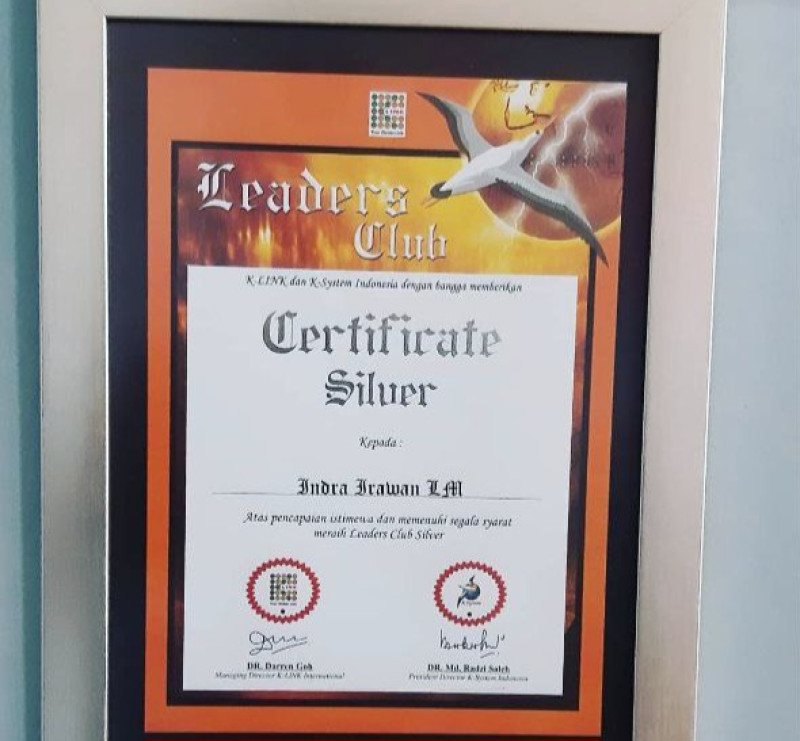 K-LINK
Leaders
Club
K-LINK dan K-System Indonesia dengan bangga memberikan
Certificate
Silver
Kepada :
Indra Irawan LM
Atas pencapaian istimewa dan memenuhi segala syarat
meraih Leaders Club Silver
DR. Darren Goh
Managing Director K-LINK International
DR. Md. Radzi Saleh
President Director K-System Indonesia